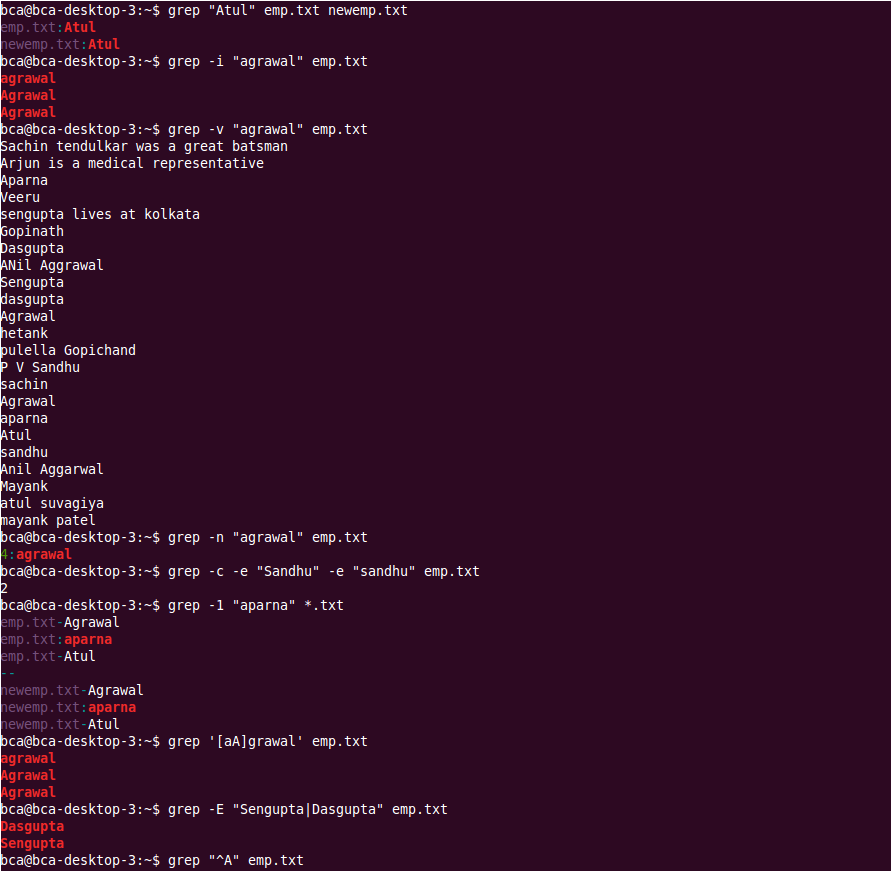 bca@bca-desktop-3:~$ grep "Atul" emp.txt newemp.txt
emp.txt:Atul
newemp.txt:Atul
bca@bca-desktop-3:~$ grep -i "agrawal" emp.txt
agrawal
Agrawal
Agrawal
bca@bca-desktop-3:~$ grep -v "agrawal" emp.txt
Sachin tendulkar was a great batsman
Arjun is a medical representative
Aparna
Veeru
sengupta lives at kolkata
Gopinath
Dasgupta
ANil Aggrawal
Sengupta
dasgupta
Agrawal
hetank
pulella Gopichand
P V Sandhu
sachin
Agrawal
aparna
Atul
sandhu
Anil Aggarwal
Mayank
atul suvagiya
mayank patel
bca@bca-desktop-3:~$ grep -n "agrawal" emp.txt
4:agrawal
bca@bca-desktop-3:~$ grep -c -e "Sandhu" -e "sandhu" emp.txt
2
bca@bca-desktop-3:~$ grep -1 "aparna" *.txt
emp.txt-Agrawal
emp.txt:aparna
emp.txt-Atul
--
newemp.txt-Agrawal
newemp.txt:aparna
newemp.txt-Atul
bca@bca-desktop-3:~$ grep '[aA]grawal' emp.txt
agrawal
Agrawal
Agrawal
bca@bca-desktop-3:~$ grep -E "Sengupta|Dasgupta" emp.txt
Dasgupta
Sengupta
bca@bca-desktop-3:~$ grep "^A" emp.txt